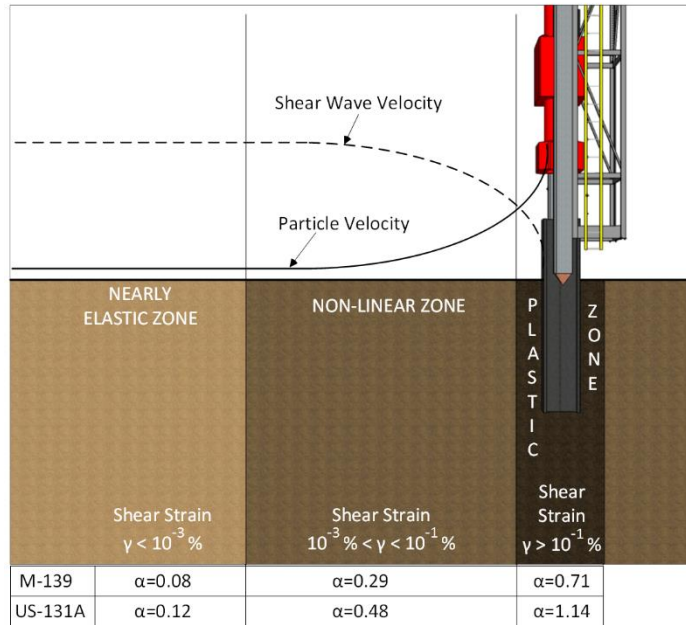 Shear Wave Velocity
Particle Velocity
NEARLY
ELASTIC ZONE
NON-LINEAR ZONE
PLASTIC
ZONE
Shear Strain
γ < 10⁻³ %
Shear Strain
10⁻³ % < γ < 10⁻¹ %
Shear
Strain
γ > 10⁻¹ %
M-139 α=0.08 α=0.29 α=0.71
US-131A α=0.12 α=0.48 α=1.14